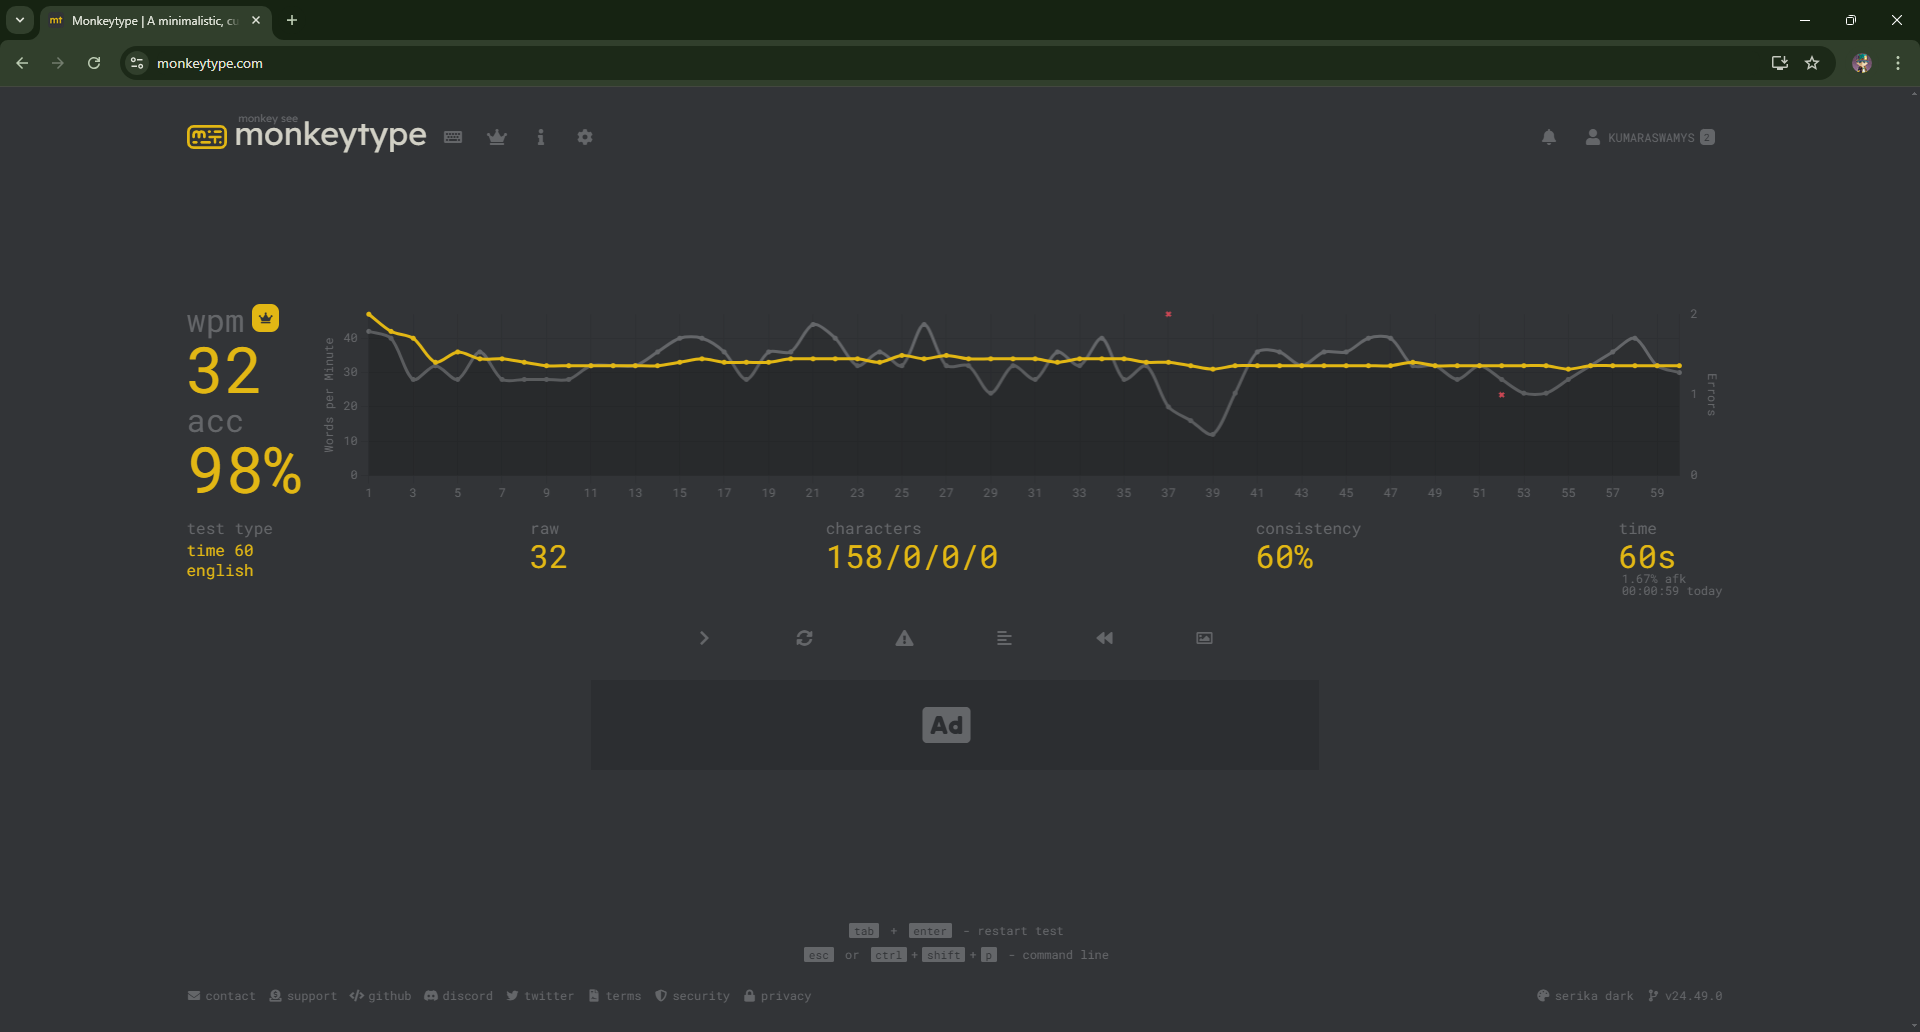 mt Monkeytype | A minimalistic, cu
monkeytype.com
monkey see
monkeytype
KUMARASWAMYS 2
wpm
32
acc
98%
Words per Minute
40
30
20
10
0
2
1
0
Errors
1 3 5 7 9 11 13 15 17 19 21 23 25 27 29 31 33 35 37 39 41 43 45 47 49 51 53 55 57 59
test type
time 60
english
raw
32
characters
158/0/0/0
consistency
60%
time
60s
1.67% afk
00:00:59 today
Ad
tab + enter - restart test
esc or ctrl + shift + p - command line
contact support github discord twitter terms security privacy
serika dark v24.49.0